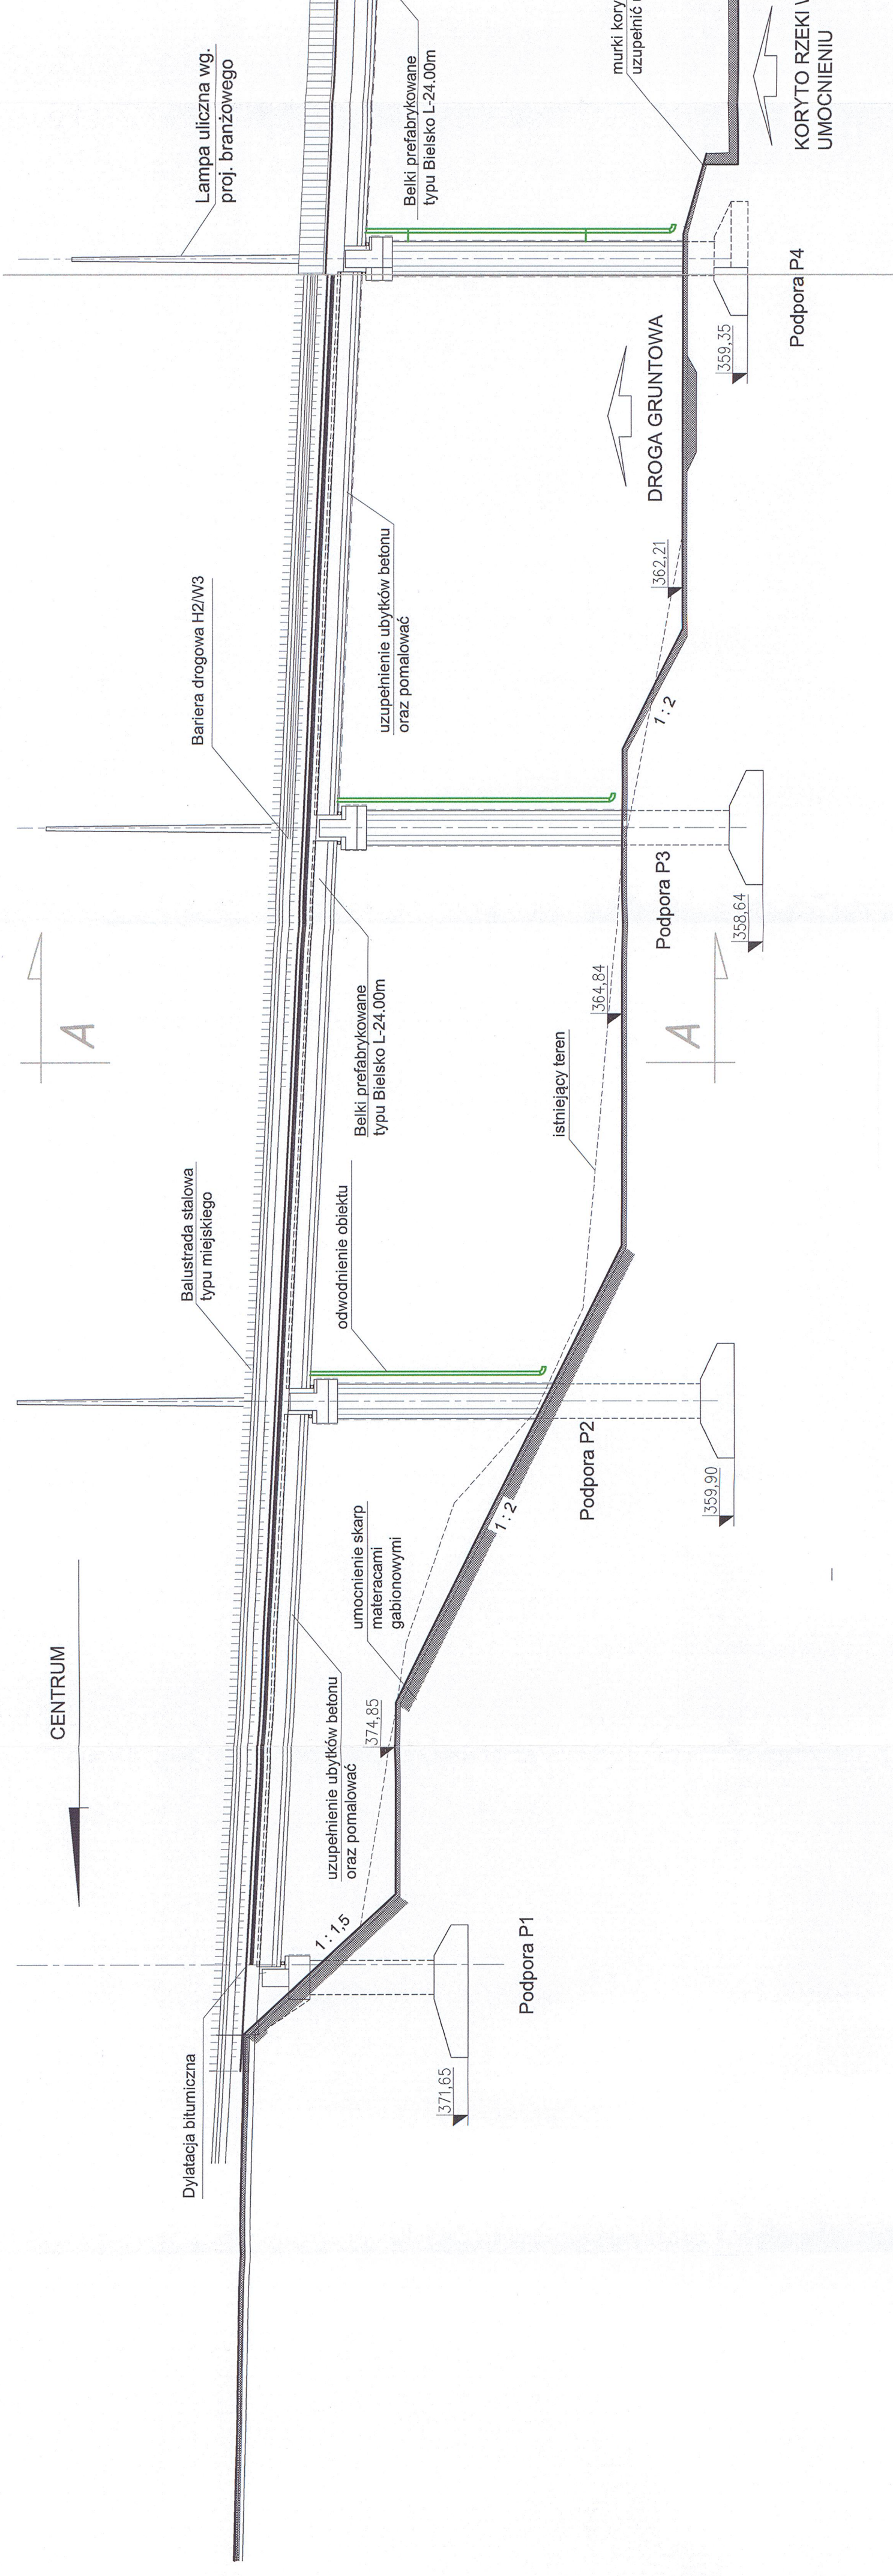 CENTRUM
Dylatacja bitumiczna
Balustrada stalowa
typu miejskiego
Bariera drogowa H2/W3
Lampa uliczna wg.
proj. branżowego
uzupełnienie ubytków betonu
oraz pomalować
umocnienie skarp
materacami
gabionowymi
odwodnienie obiektu
Belki prefabrykowane
typu Bielsko L-24.00m
uzupełnienie ubytków betonu
oraz pomalować
Belki prefabrykowane
typu Bielsko L-24.00m
A
A
istniejący teren
murki kory
uzupełnić
1:1,5
374,85
1:2
364,84
1:2
362,21
DROGA GRUNTOWA
KORYTO RZEKI
UMOCNIENIU
371,65
Podpora P1
359,90
Podpora P2
358,64
Podpora P3
359,35
Podpora P4